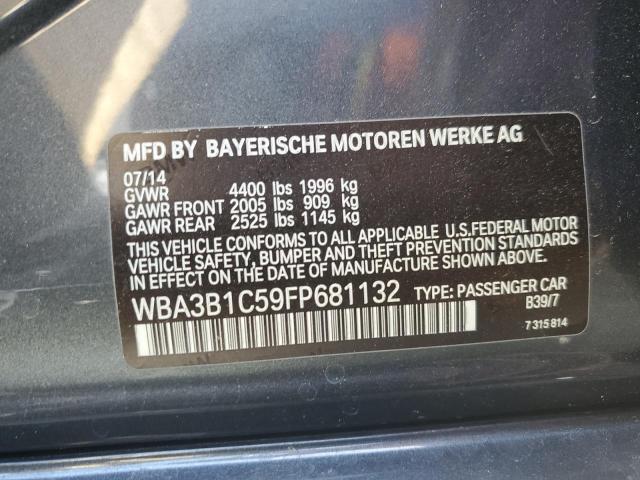 MFD BY BAYERISCHE MOTOREN WERKE AG
07/14
GVWR 4400 lbs 1996 kg
GAWR FRONT 2005 lbs 909 kg
GAWR REAR 2525 lbs 1145 kg
THIS VEHICLE CONFORMS TO ALL APPLICABLE U.S.FEDERAL MOTOR
VEHICLE SAFETY, BUMPER AND THEFT PREVENTION STANDARDS
IN EFFECT ON THE DATE OF MANUFACTURE SHOWN ABOVE.
WBA3B1C59FP681132 TYPE: PASSENGER CAR
B39/7
7 315 814